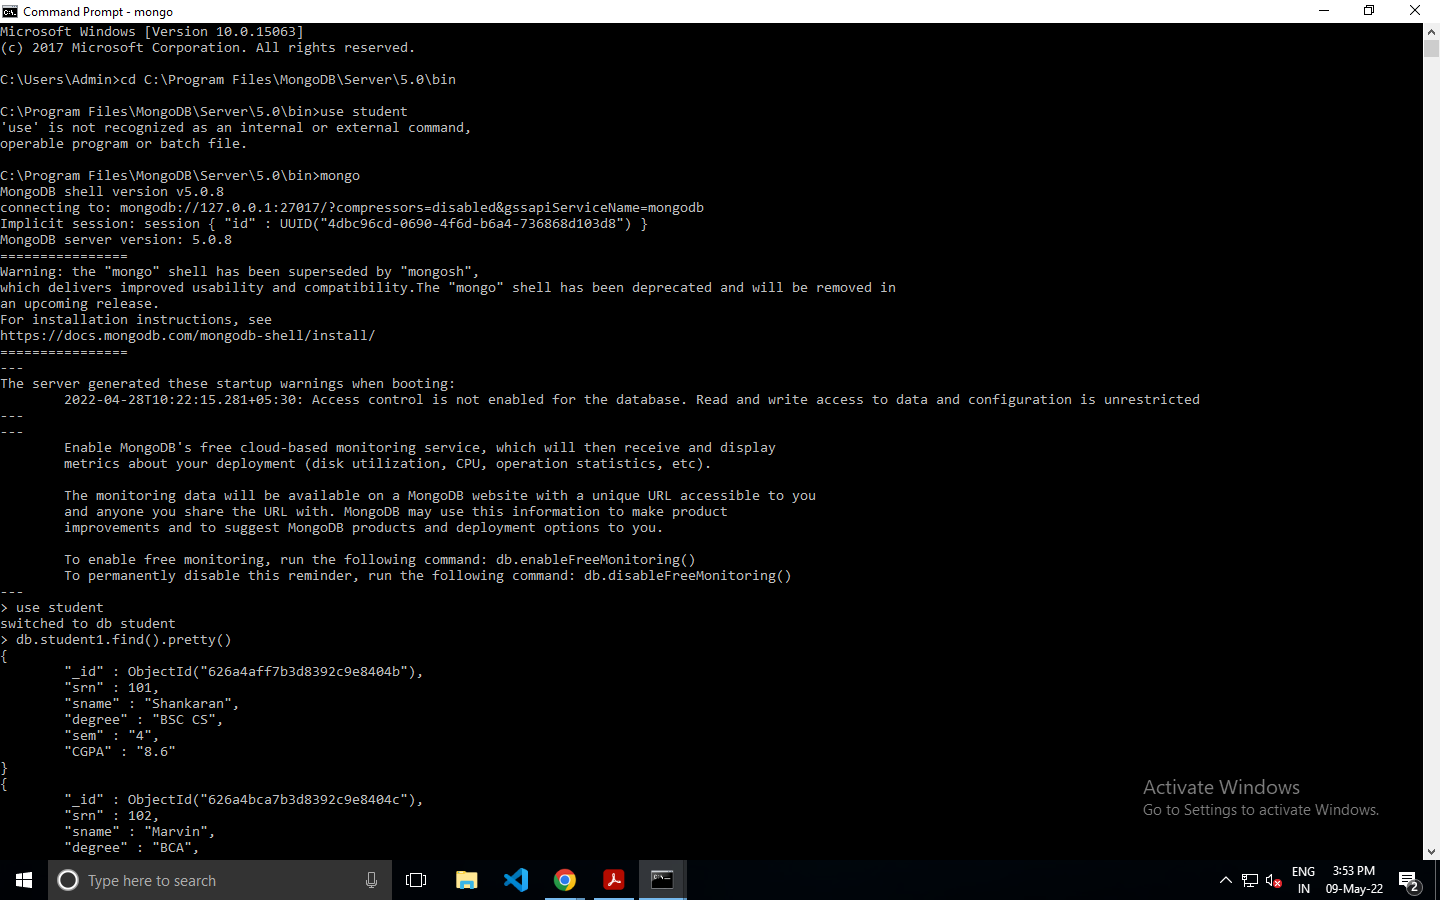 Command Prompt - mongo
Microsoft Windows [Version 10.0.15063]
(c) 2017 Microsoft Corporation. All rights reserved.
C:\Users\Admin>cd C:\Program Files\MongoDB\Server\5.0\bin
C:\Program Files\MongoDB\Server\5.0\bin>use student
'use' is not recognized as an internal or external command,
operable program or batch file.
C:\Program Files\MongoDB\Server\5.0\bin>mongo
MongoDB shell version v5.0.8
connecting to: mongodb://127.0.0.1:27017/?compressors=disabled&gssapiServiceName=mongodb
Implicit session: session { "id" : UUID("4dbc96cd-0690-4f6d-b6a4-736868d103d8") }
MongoDB server version: 5.0.8
================
Warning: the "mongo" shell has been superseded by "mongosh",
which delivers improved usability and compatibility.The "mongo" shell has been deprecated and will be removed in
an upcoming release.
For installation instructions, see
https://docs.mongodb.com/mongodb-shell/install/
================
---
The server generated these startup warnings when booting:
        2022-04-28T10:22:15.281+05:30: Access control is not enabled for the database. Read and write access to data and configuration is unrestricted
---
---
        Enable MongoDB's free cloud-based monitoring service, which will then receive and display
        metrics about your deployment (disk utilization, CPU, operation statistics, etc).
        The monitoring data will be available on a MongoDB website with a unique URL accessible to you
        and anyone you share the URL with. MongoDB may use this information to make product
        improvements and to suggest MongoDB products and deployment options to you.
        To enable free monitoring, run the following command: db.enableFreeMonitoring()
        To permanently disable this reminder, run the following command: db.disableFreeMonitoring()
---
> use student
switched to db student
> db.student1.find().pretty()
{
        "_id" : ObjectId("626a4aff7b3d8392c9e8404b"),
        "srn" : 101,
        "sname" : "Shankaran",
        "degree" : "BSC CS",
        "sem" : "4",
        "CGPA" : "8.6"
}
{
        "_id" : ObjectId("626a4bca7b3d8392c9e8404c"),
        "srn" : 102,
        "sname" : "Marvin",
        "degree" : "BCA",
Activate Windows
Go to Settings to activate Windows.
Type here to search
ENG
IN
3:53 PM
09-May-22
2